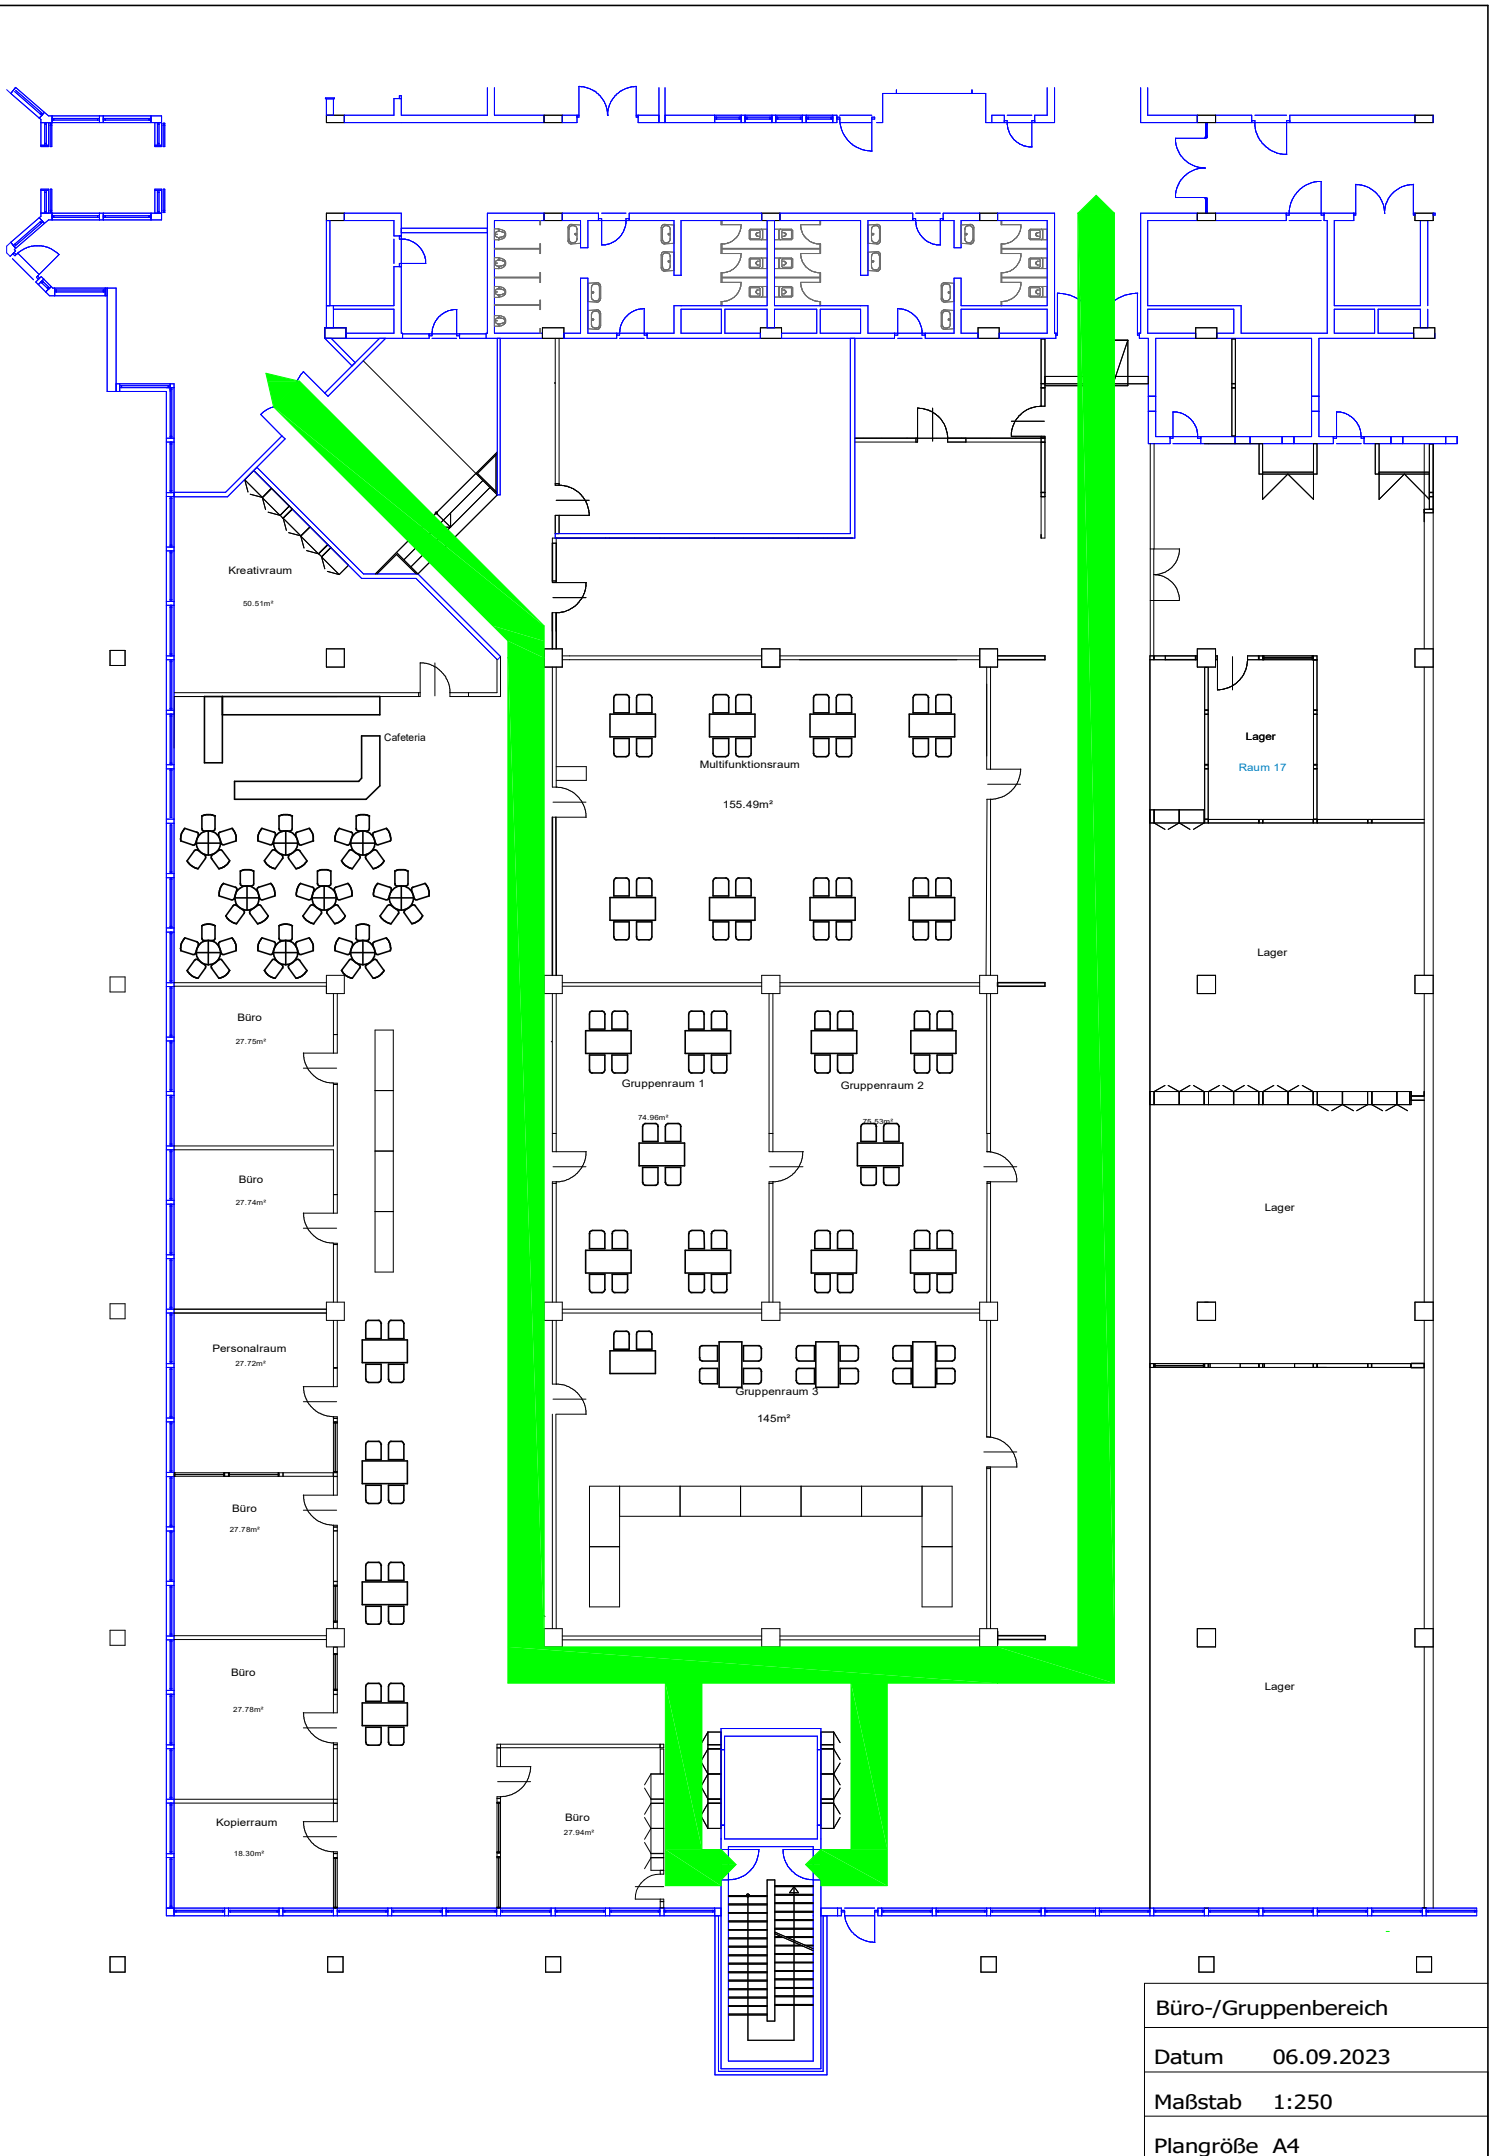 Kreativraum
50.51m²
Cafeteria
Multifunktionsraum
155.49m²
Lager
Raum 17
Lager
Büro
27.75m²
Gruppenraum 1
74.96m²
Gruppenraum 2
75.53m²
Büro
27.74m²
Lager
Personalraum
27.72m²
Gruppenraum 3
145m²
Büro
27.78m²
Büro
27.78m²
Lager
Kopierraum
18.30m²
Büro
27.94m²
Büro-/Gruppenbereich
Datum 06.09.2023
Maßstab 1:250
Plangröße A4